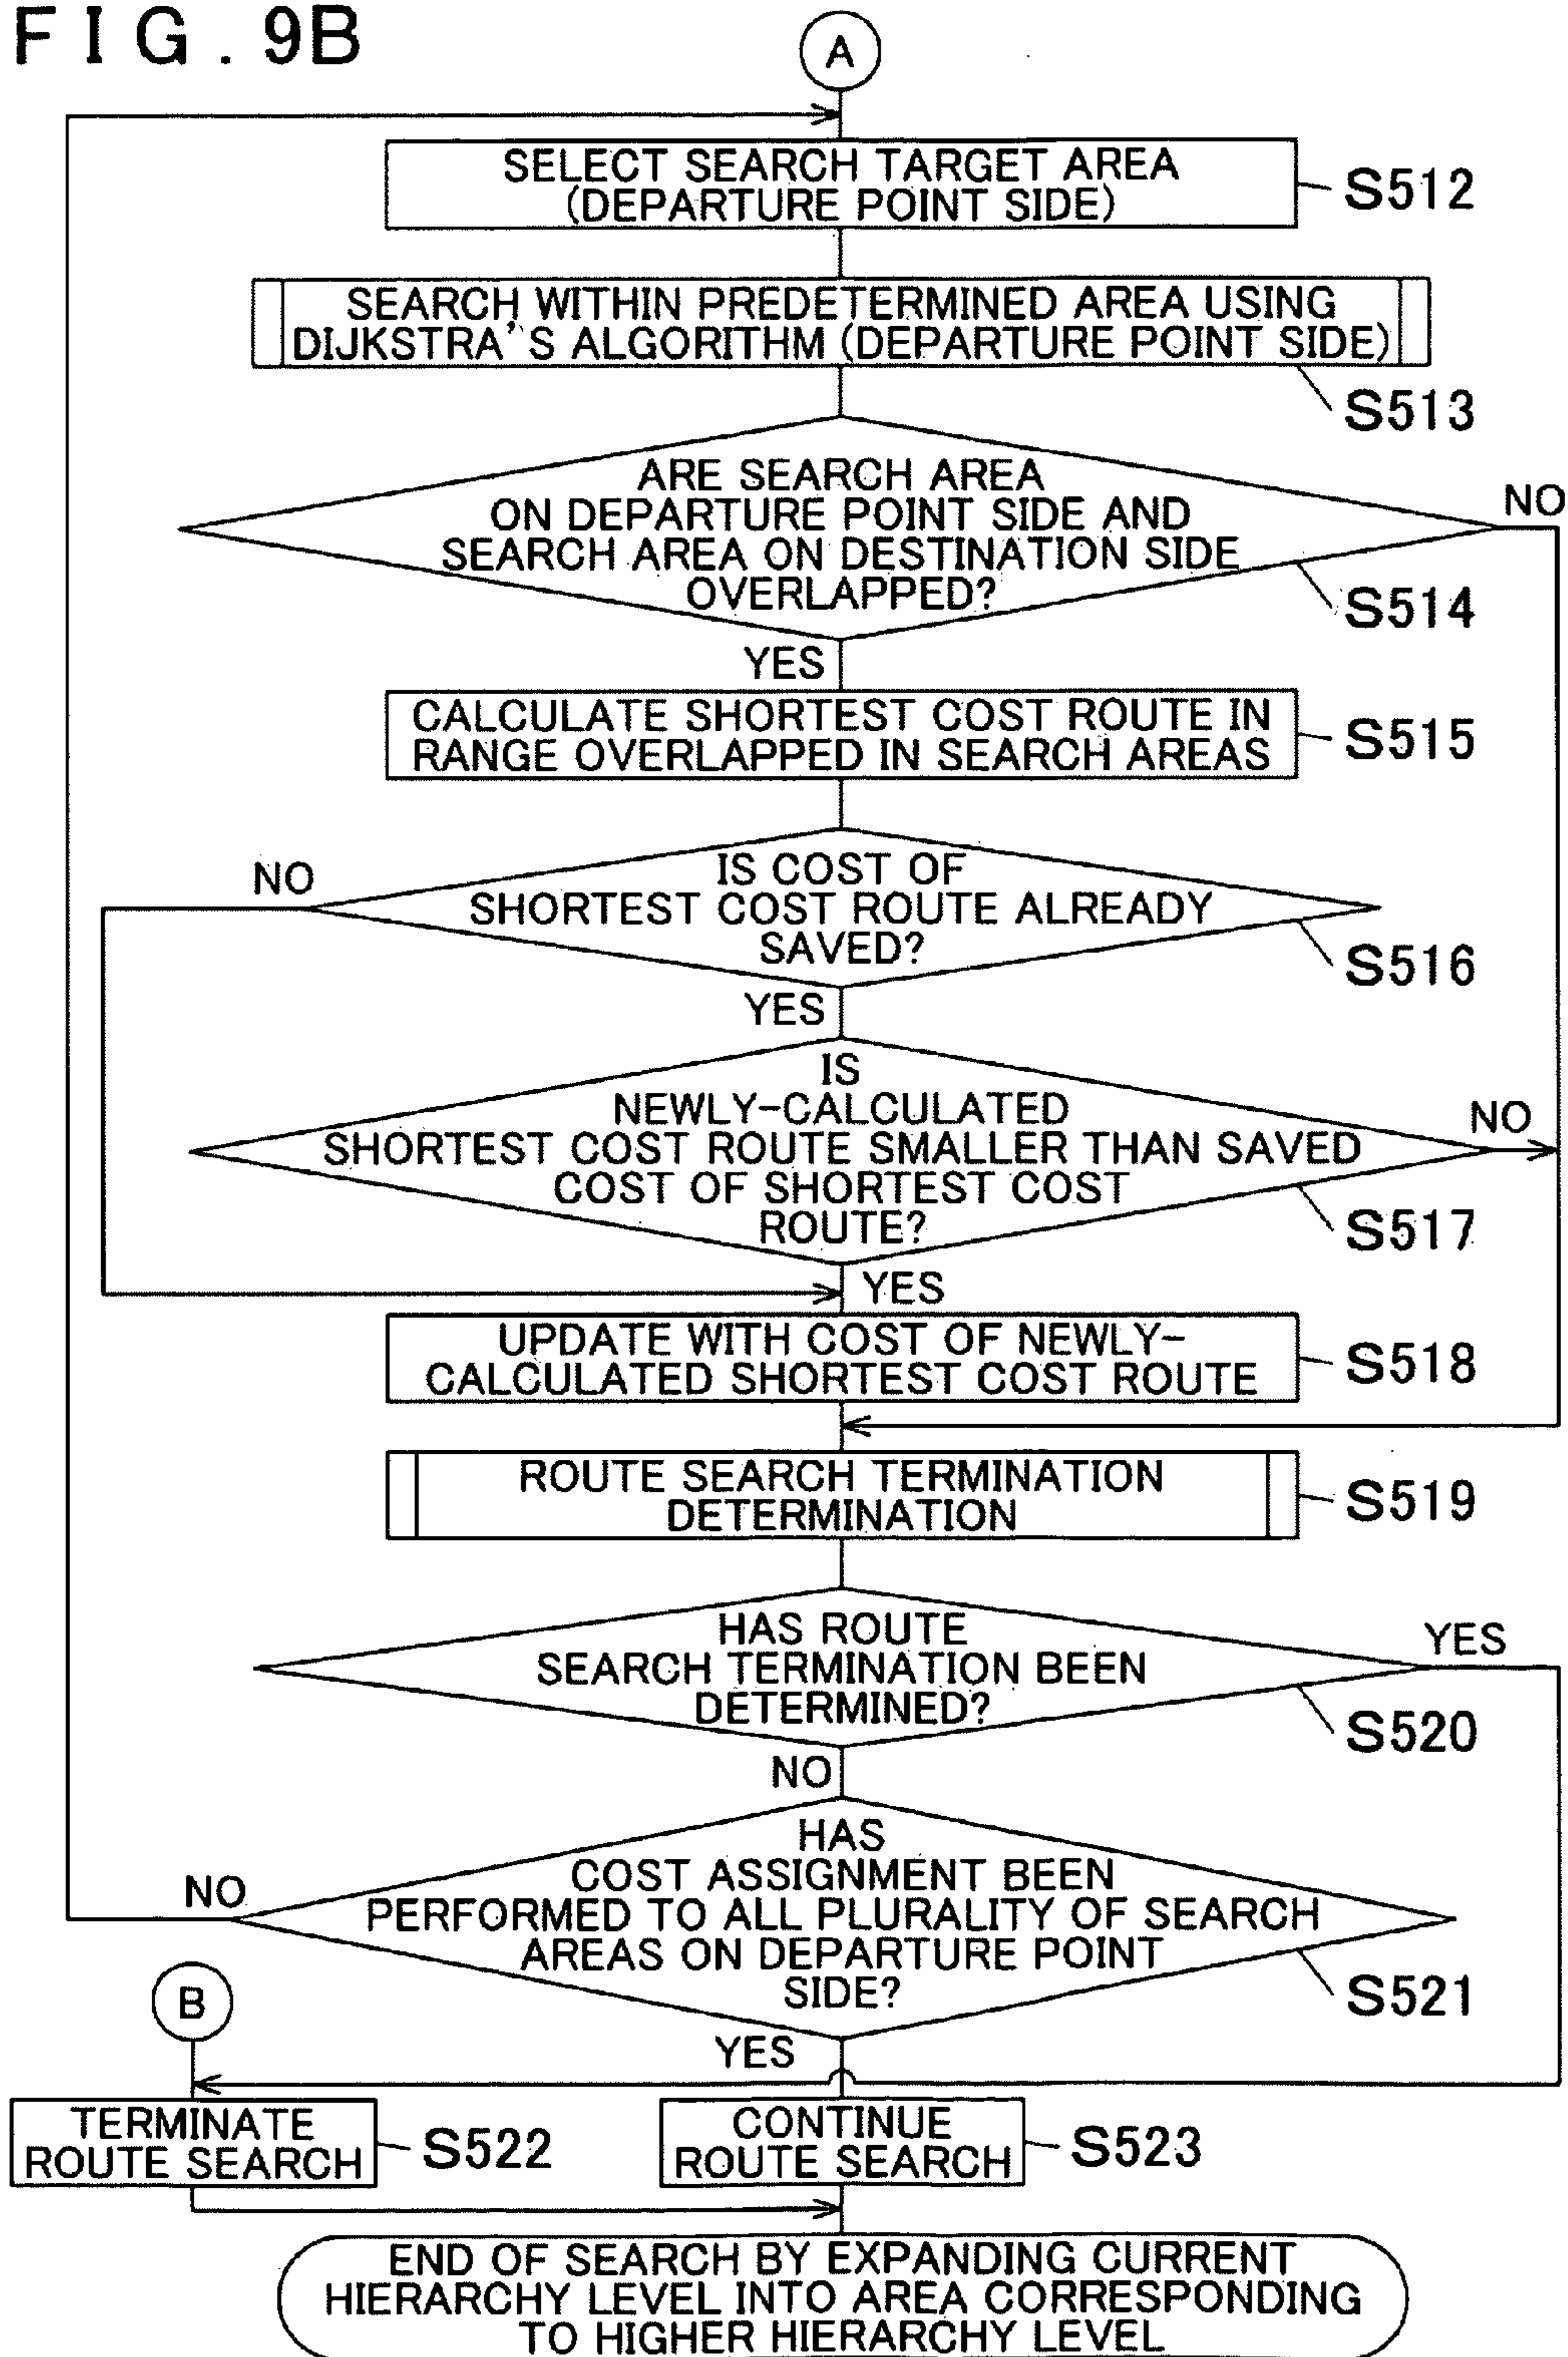 FIG. 9B
A
SELECT SEARCH TARGET AREA
(DEPARTURE POINT SIDE)
S512
SEARCH WITHIN PREDETERMINED AREA USING
DIJKSTRA'S ALGORITHM (DEPARTURE POINT SIDE)
S513
ARE SEARCH AREA
ON DEPARTURE POINT SIDE AND
SEARCH AREA ON DESTINATION SIDE
OVERLAPPED?
NO
S514
YES
CALCULATE SHORTEST COST ROUTE IN
RANGE OVERLAPPED IN SEARCH AREAS
S515
NO
IS COST OF
SHORTEST COST ROUTE ALREADY
SAVED?
S516
YES
IS
NEWLY-CALCULATED
SHORTEST COST ROUTE SMALLER THAN SAVED
COST OF SHORTEST COST
ROUTE?
NO
S517
YES
UPDATE WITH COST OF NEWLY-
CALCULATED SHORTEST COST ROUTE
S518
ROUTE SEARCH TERMINATION
DETERMINATION
S519
HAS ROUTE
SEARCH TERMINATION BEEN
DETERMINED?
YES
S520
NO
HAS
COST ASSIGNMENT BEEN
PERFORMED TO ALL PLURALITY OF SEARCH
AREAS ON DEPARTURE POINT
SIDE?
NO
S521
B
YES
TERMINATE
ROUTE SEARCH
S522
CONTINUE
ROUTE SEARCH
S523
END OF SEARCH BY EXPANDING CURRENT
HIERARCHY LEVEL INTO AREA CORRESPONDING
TO HIGHER HIERARCHY LEVEL